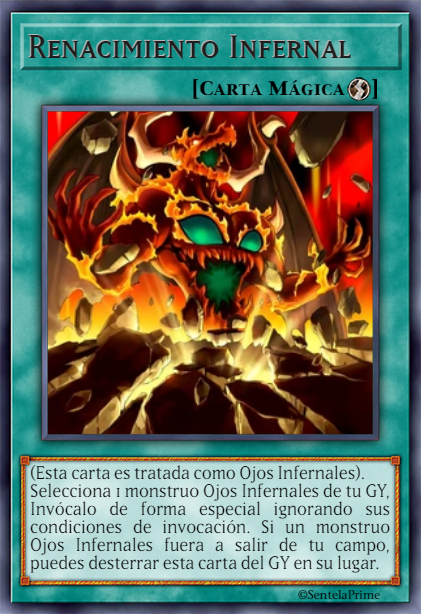 Renacimiento Infernal
[Carta Mágica]
(Esta carta es tratada como Ojos Infernales).
Selecciona 1 monstruo Ojos Infernales de tu GY,
Invócalo de forma especial ignorando sus
condiciones de invocación. Si un monstruo
Ojos Infernales fuera a salir de tu campo,
puedes desterrar esta carta del GY en su lugar.
©SentelaPrime